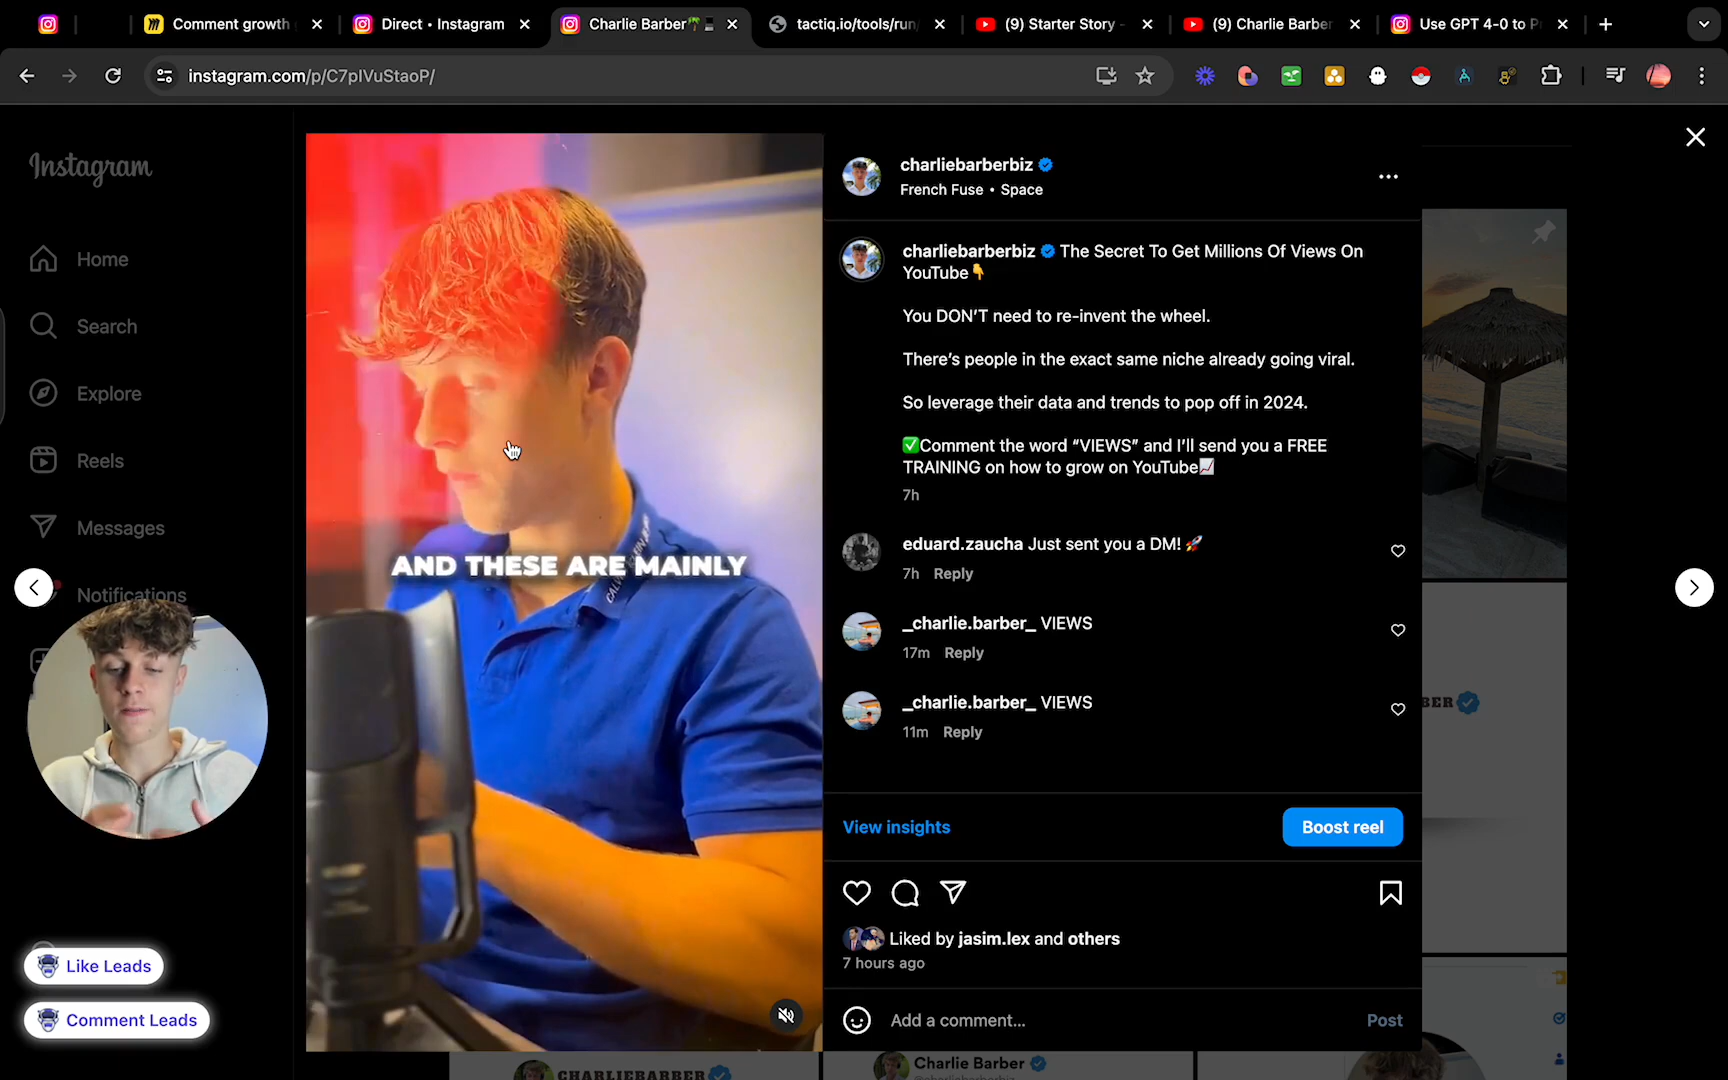 Comment growth
Direct • Instagram
Charlie Barber🌴
tactiq.io/tools/run
(9) Starter Story -
(9) Charlie Barber
Use GPT 4-0 to P
instagram.com/p/C7pIVuStaoP/
Instagram
Home
Search
Explore
Reels
Messages
Notifications
Like Leads
Comment Leads
AND THESE ARE MAINLY
charliebarberbiz
French Fuse • Space
charliebarberbiz The Secret To Get Millions Of Views On
YouTube👇
You DON'T need to re-invent the wheel.
There's people in the exact same niche already going viral.
So leverage their data and trends to pop off in 2024.
✅Comment the word “VIEWS” and I'll send you a FREE
TRAINING on how to grow on YouTube📈
7h
eduard.zaucha Just sent you a DM! 🚀
7h Reply
_charlie.barber_ VIEWS
17m Reply
_charlie.barber_ VIEWS
11m Reply
View insights
Boost reel
Liked by jasim.lex and others
7 hours ago
Add a comment...
Post
CHARLIEBARBER
Charlie Barber